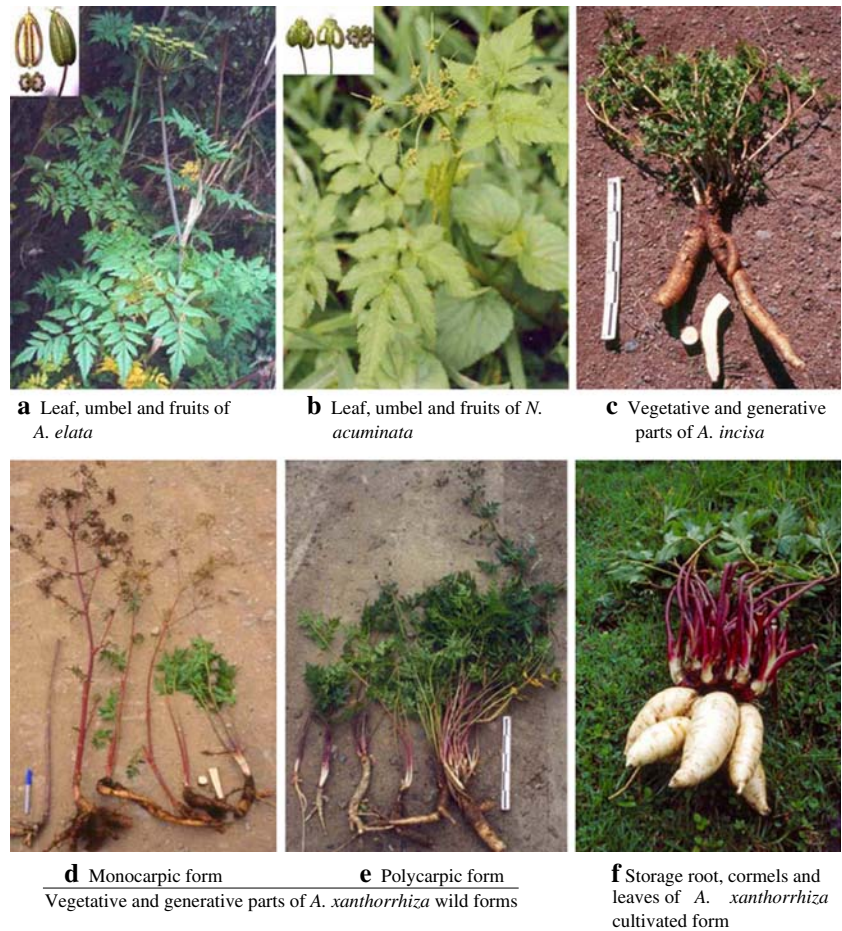 a Leaf, umbel and fruits of
A. elata
b Leaf, umbel and fruits of N.
acuminata
c Vegetative and generative
parts of A. incisa
d Monocarpic form
e Polycarpic form
Vegetative and generative parts of A. xanthorrhiza wild forms
f Storage root, cormels and
leaves of A. xanthorrhiza
cultivated form